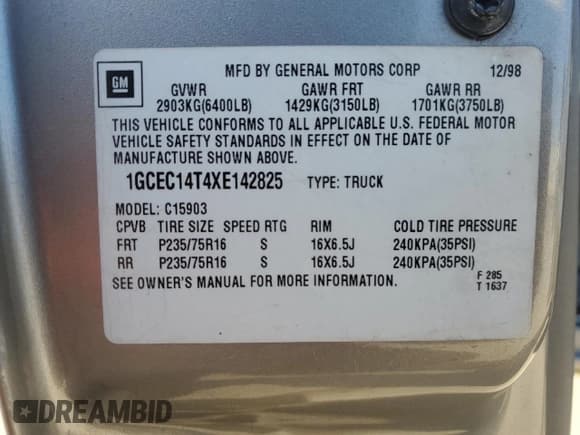 GM
MFD BY GENERAL MOTORS CORP 12/98
GVWR GAWR FRT GAWR RR
2903KG(6400LB) 1429KG(3150LB) 1701KG(3750LB)
THIS VEHICLE CONFORMS TO ALL APPLICABLE U.S. FEDERAL MOTOR
VEHICLE SAFETY STANDARDS IN EFFECT ON THE DATE OF
MANUFACTURE SHOWN ABOVE.
1GCEC14T4XE142825 TYPE: TRUCK
MODEL: C15903
CPVB TIRE SIZE SPEED RTG RIM COLD TIRE PRESSURE
FRT P235/75R16 S 16X6.5J 240KPA(35PSI)
RR P235/75R16 S 16X6.5J 240KPA(35PSI)
SEE OWNER'S MANUAL FOR MORE INFORMATION.
F 285
T 1637
DREAMBID